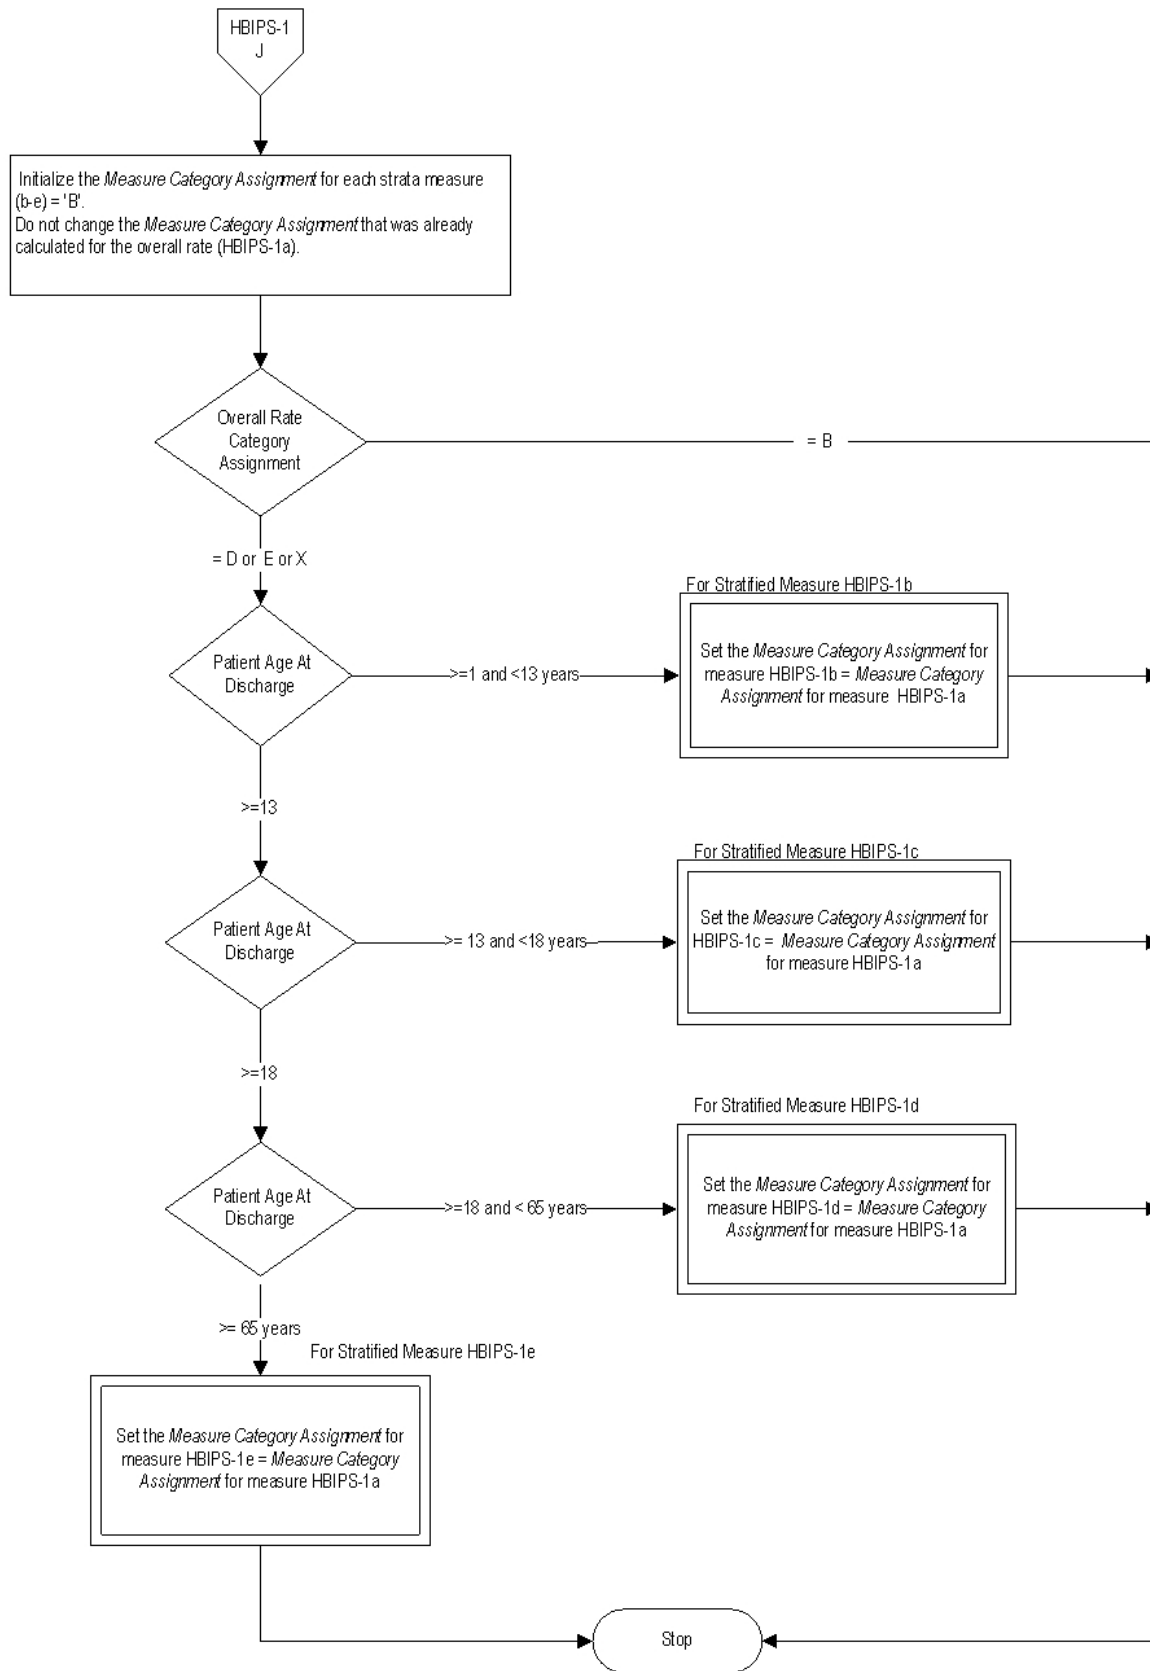 HBIPS-1
J
Initialize the Measure Category Assignment for each strata measure
(b-e) = 'B'.
Do not change the Measure Category Assignment that was already
calculated for the overall rate (HBIPS-1a).
Overall Rate
Category
Assignment
= B
= D or E or X
For Stratified Measure HBIPS-1b
Patient Age At
Discharge
>=1 and <13 years
Set the Measure Category Assignment for
measure HBIPS-1b = Measure Category
Assignment for measure HBIPS-1a
>=13
For Stratified Measure HBIPS-1c
Patient Age At
Discharge
>= 13 and <18 years
Set the Measure Category Assignment for
HBIPS-1c = Measure Category Assignment
for measure HBIPS-1a
>=18
For Stratified Measure HBIPS-1d
Patient Age At
Discharge
>=18 and < 65 years
Set the Measure Category Assignment for
measure HBIPS-1d = Measure Category
Assignment for measure HBIPS-1a
>= 65 years
For Stratified Measure HBIPS-1e
Set the Measure Category Assignment for
measure HBIPS-1e = Measure Category
Assignment for measure HBIPS-1a
Stop